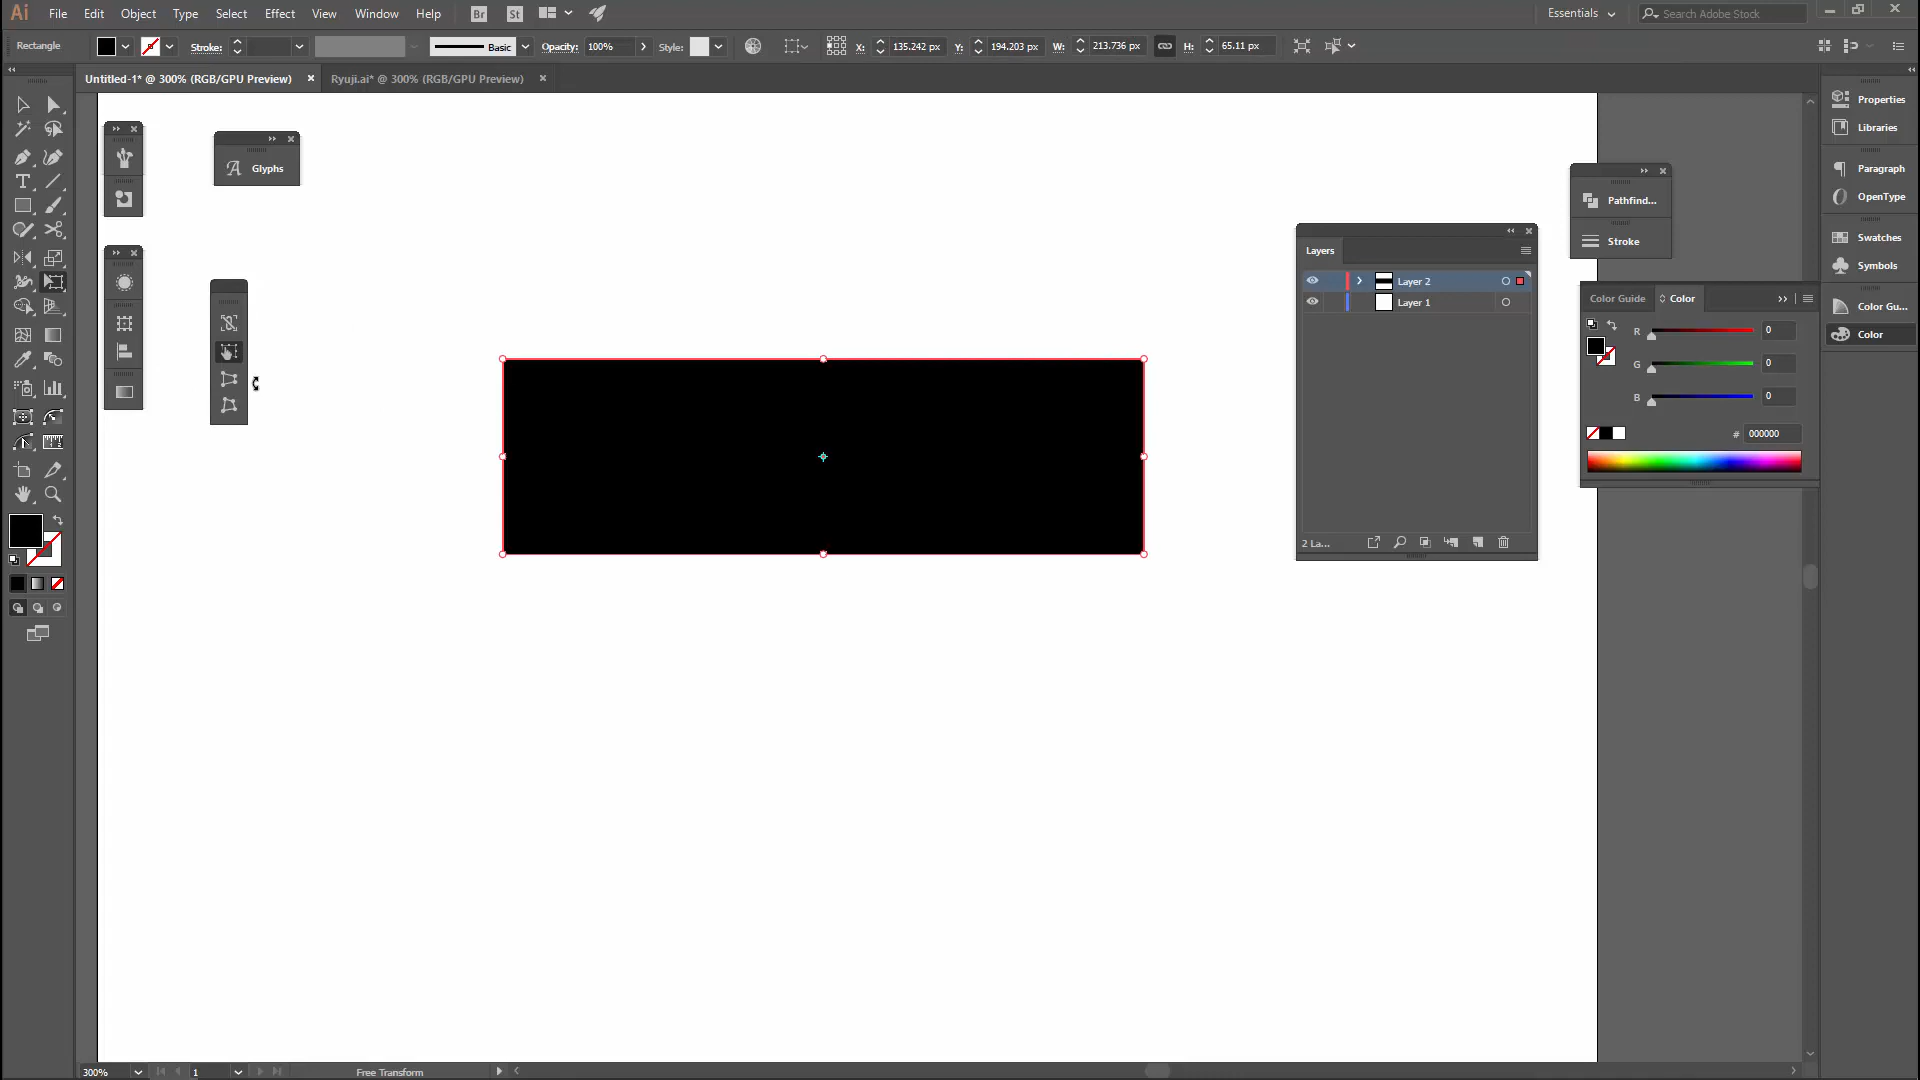 Ai File Edit Object Type Select Effect View Window Help Br St Essentials Search Adobe Stock
Rectangle Stroke: Basic Opacity: 100% Style: X: 135.242 px Y: 194.203 px W: 213.736 px H: 65.11 px
Untitled-1* @ 300% (RGB/GPU Preview) Ryuji.ai* @ 300% (RGB/GPU Preview)
Properties
Libraries
Glyphs
Paragraph
OpenType
Pathfind...
Stroke
Swatches
Symbols
Layers
Layer 2
Layer 1
2 La...
Color Guide Color
R 0
G 0
B 0
# 000000
Color Gu...
Color
300% 1 Free Transform